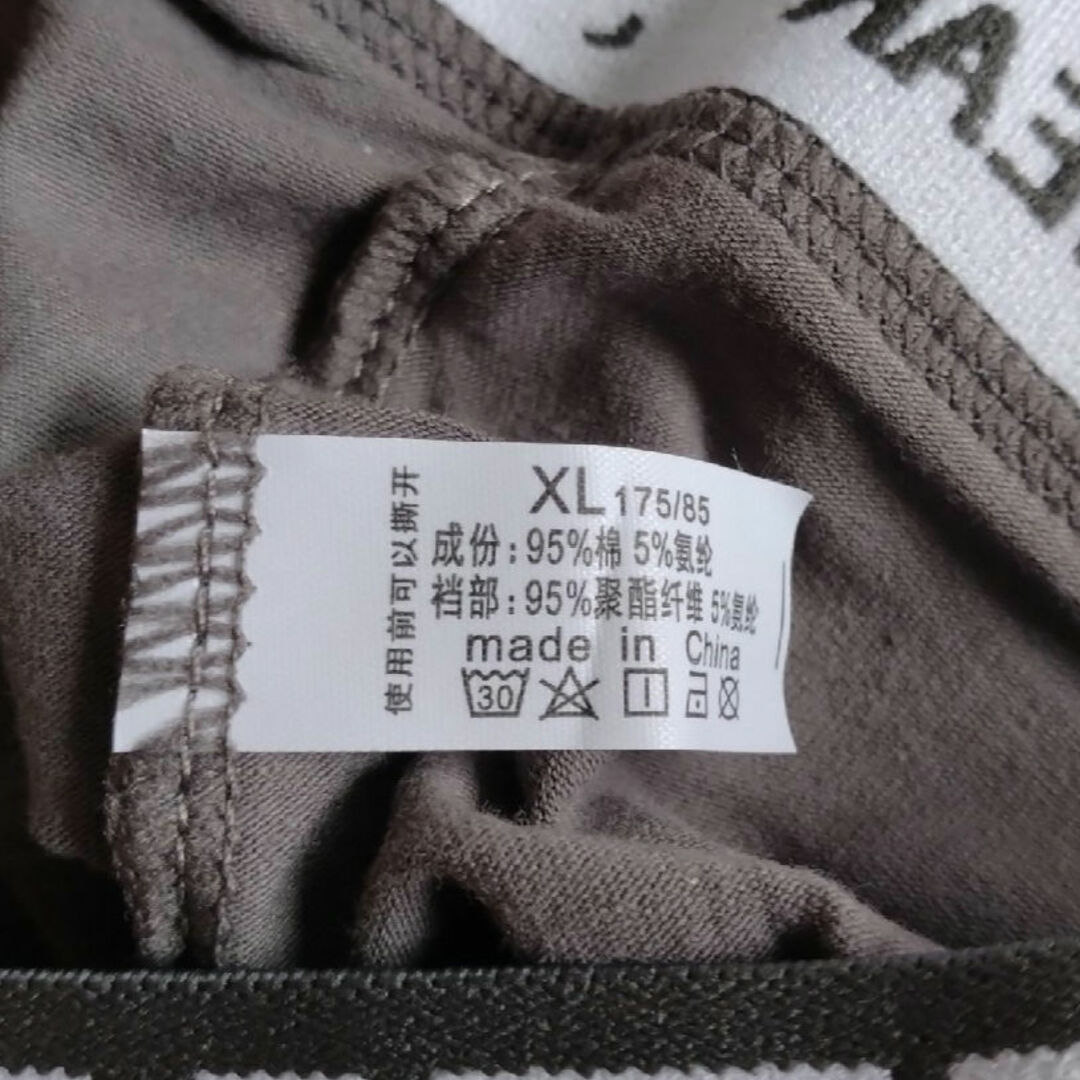 XL 175/85
成份:95%棉 5%氨纶
裆部:95%聚酯纤维 5%氨纶
made in China
30
使用前可以撕开